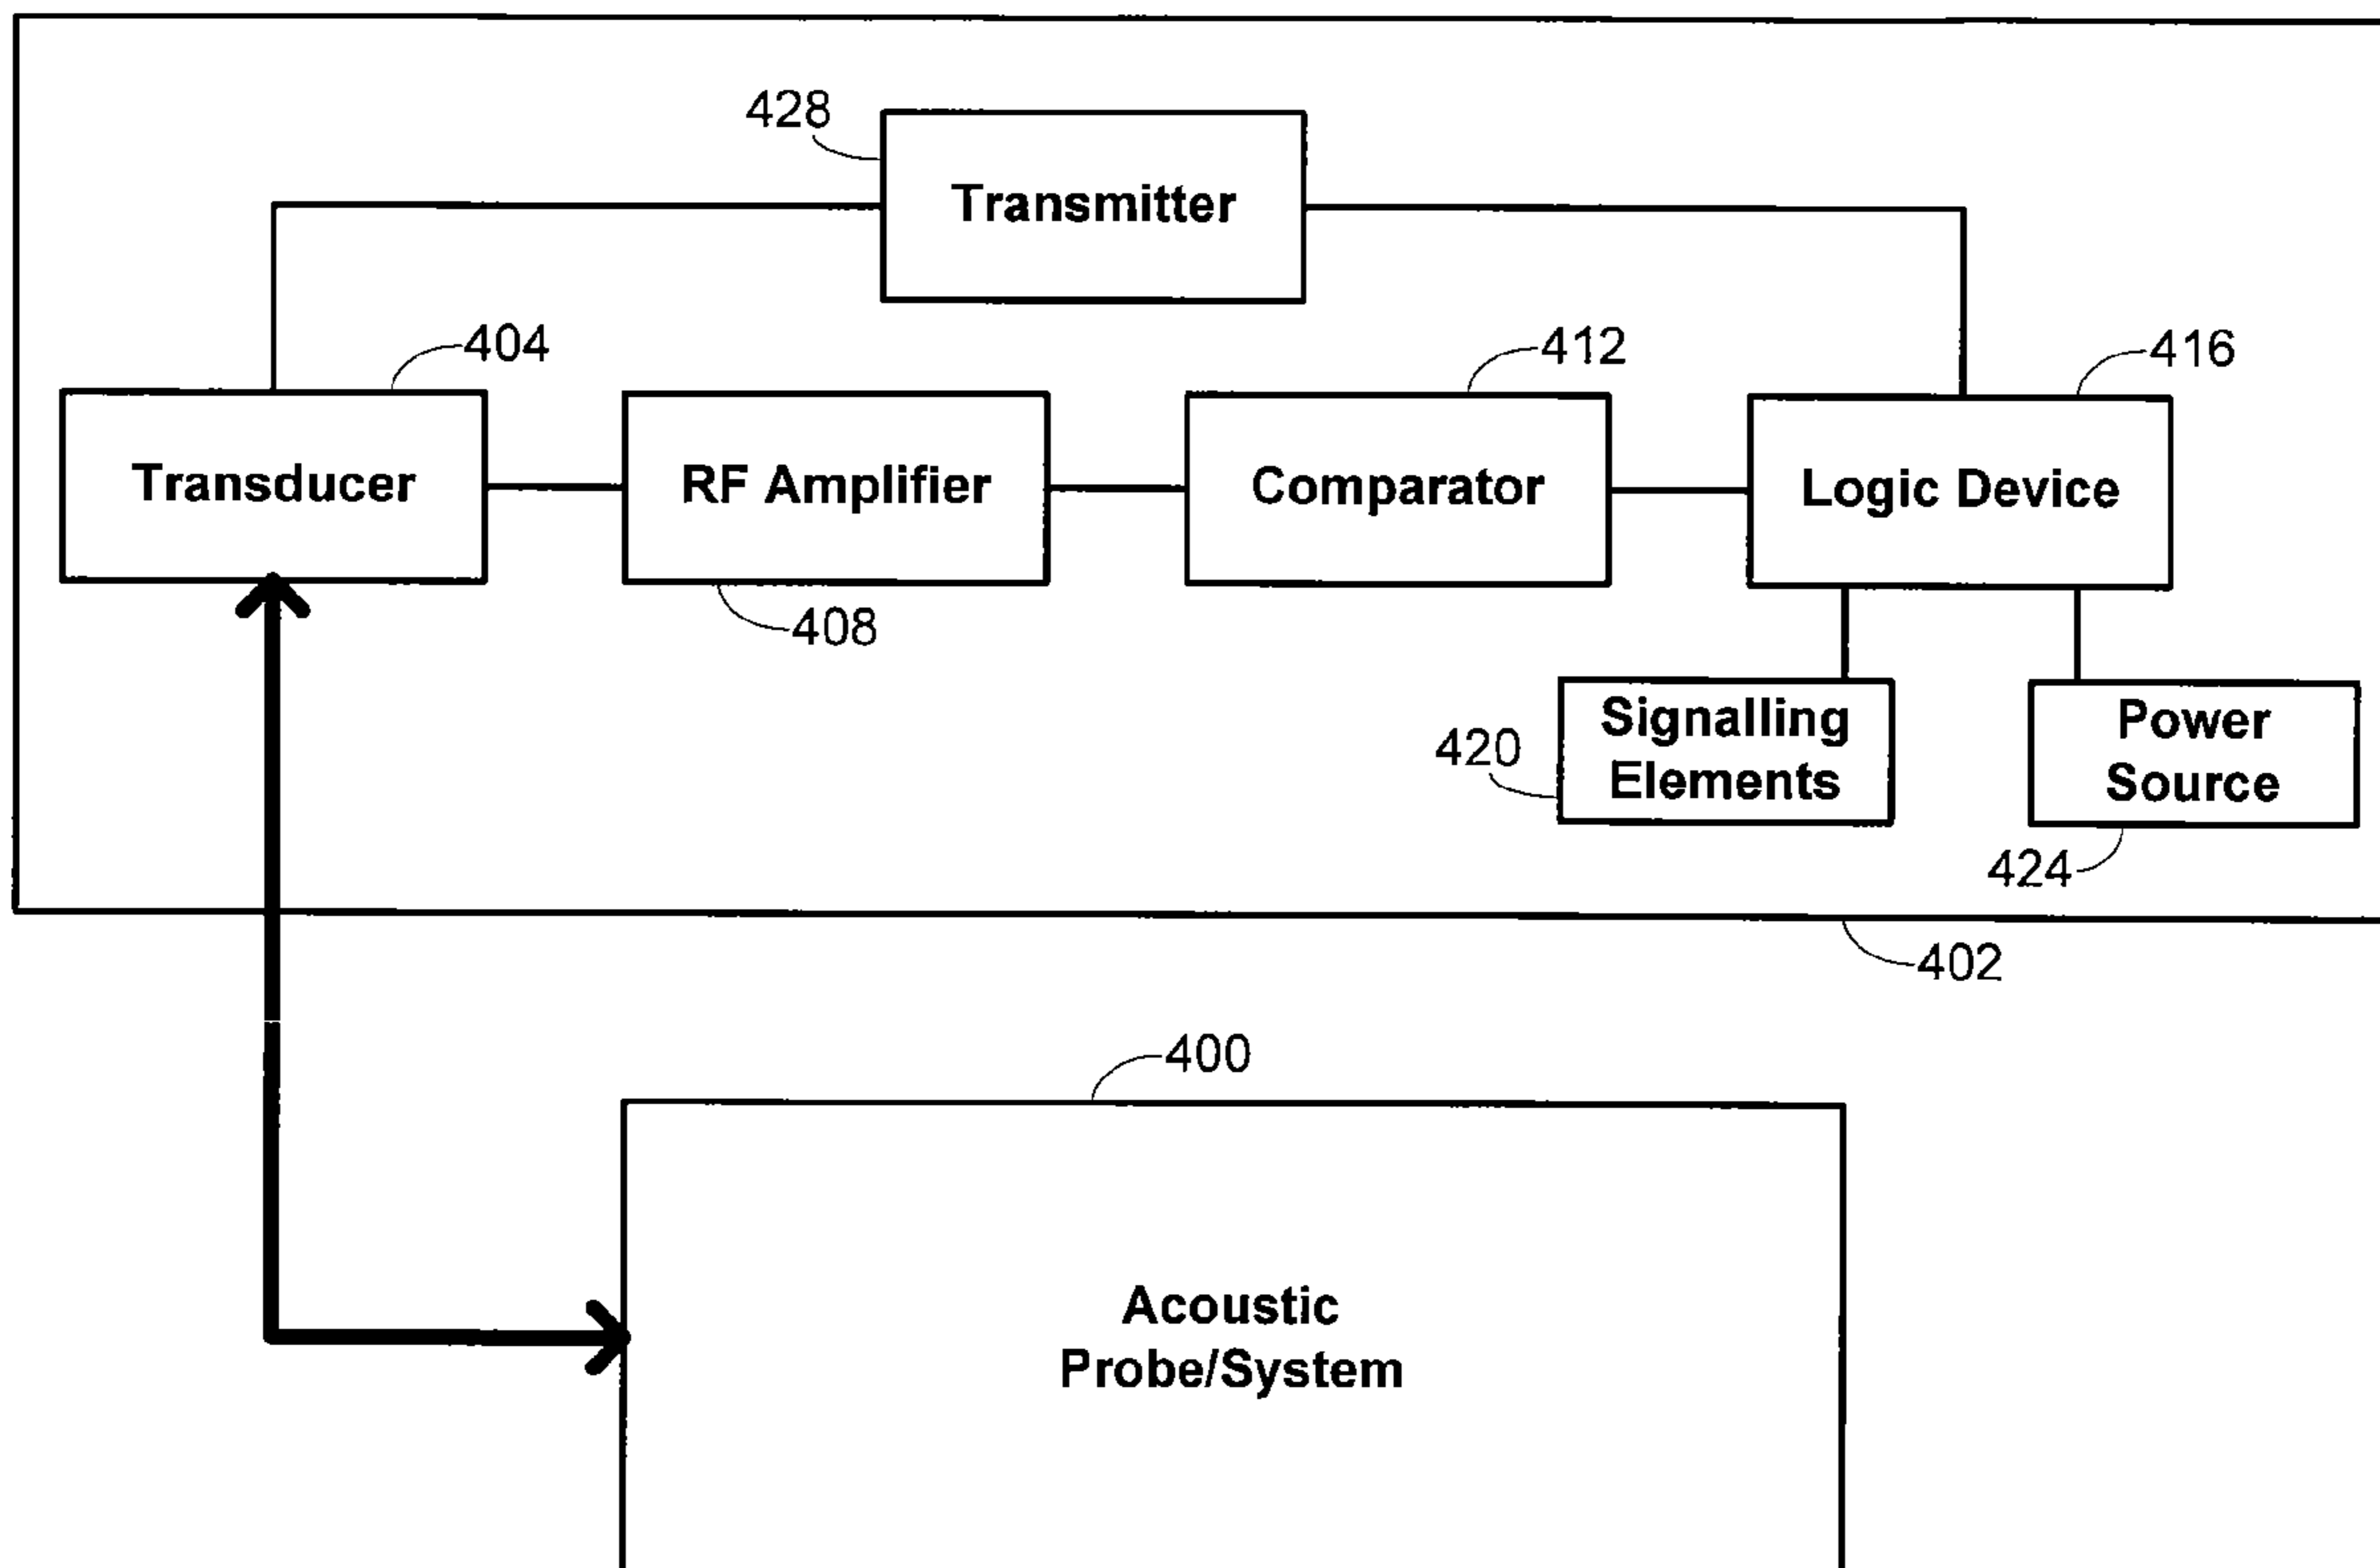 428
Transmitter
404
412
416
Transducer
RF Amplifier
Comparator
Logic Device
408
420
Signalling
Elements
Power
Source
424
402
400
Acoustic
Probe/System